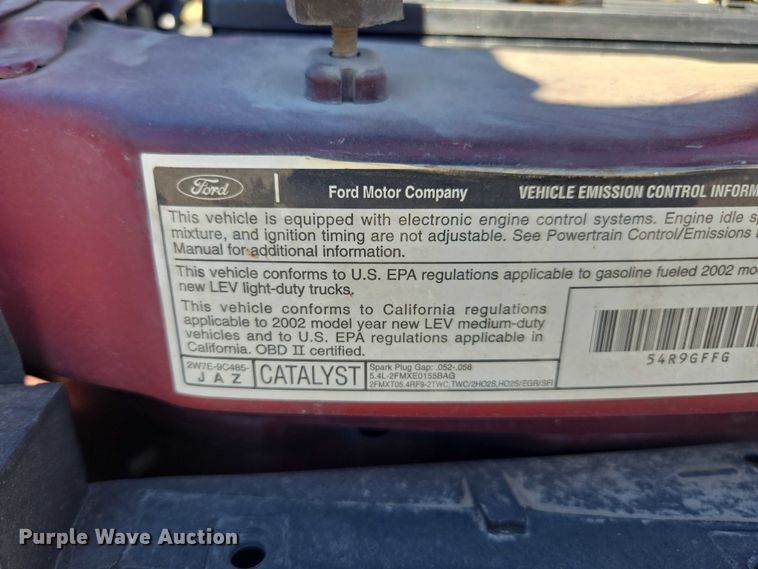 Ford
Ford Motor Company
VEHICLE EMISSION CONTROL INFORM
This vehicle is equipped with electronic engine control systems. Engine idle s
mixture, and ignition timing are not adjustable. See Powertrain Control/Emissions
Manual for additional information.
This vehicle conforms to U.S. EPA regulations applicable to gasoline fueled 2002 mo
new LEV light-duty trucks.
This vehicle conforms to California regulations
applicable to 2002 model year new LEV medium-duty
vehicles and to U.S. EPA regulations applicable in
California. OBD II certified.
54R9GFFG
2W7E-9C485-
JAZ
CATALYST
Spark Plug Gap: .052-.056
5.4L-2FMXE0155BAG
2FMXT05.4RF9-2TWC,TWC/2HO2S,HO2S/EGR/SFI
Purple Wave Auction